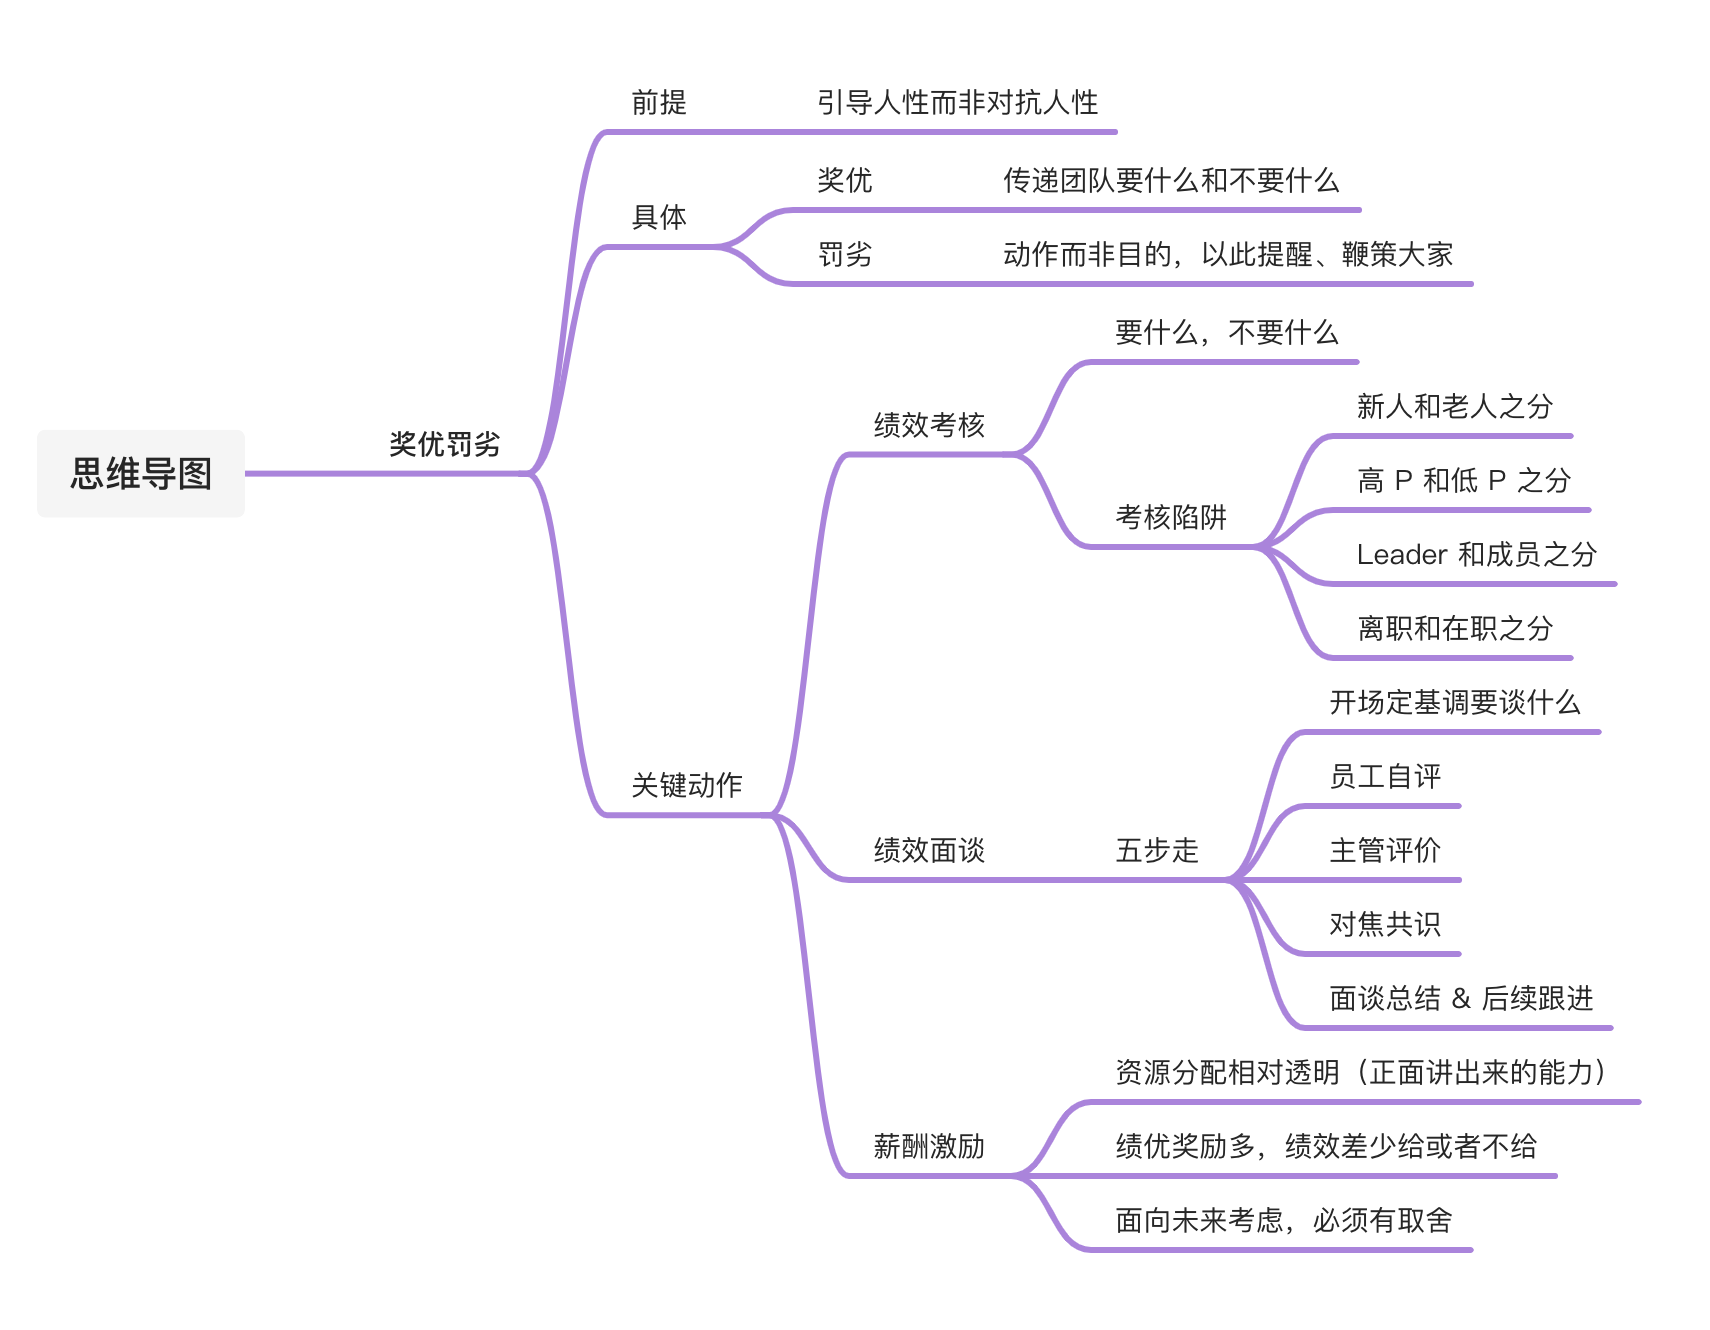 思维导图
奖优罚劣
前提
引导人性而非对抗人性
具体
奖优
传递团队要什么和不要什么
罚劣
动作而非目的，以此提醒、鞭策大家
关键动作
绩效考核
要什么，不要什么
考核陷阱
新人和老人之分
高 P 和低 P 之分
Leader 和成员之分
离职和在职之分
绩效面谈
五步走
开场定基调要谈什么
员工自评
主管评价
对焦共识
面谈总结 & 后续跟进
薪酬激励
资源分配相对透明（正面讲出来的能力）
绩优奖励多，绩效差少给或者不给
面向未来考虑，必须有取舍